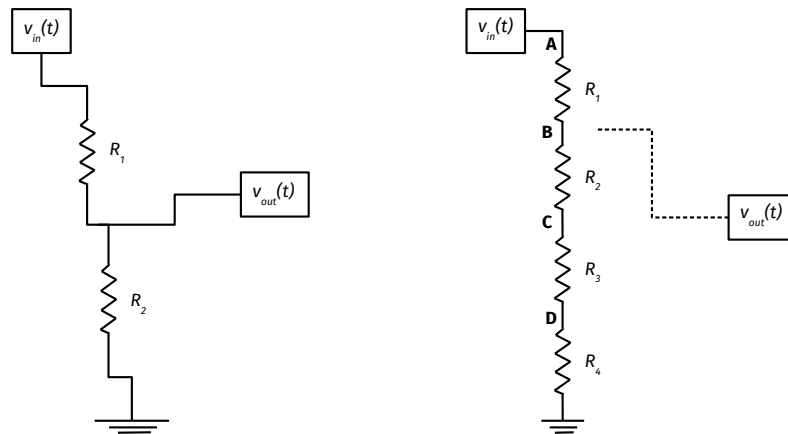 v_in(t)
R_1
v_out(t)
R_2
v_in(t)
A
R_1
B
R_2
C
v_out(t)
R_3
D
R_4